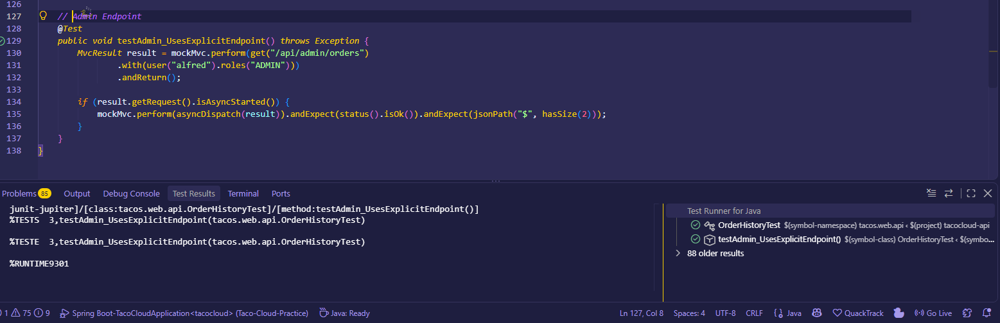 126
127 // Admin Endpoint
128 @Test
129 public void testAdmin_UsesExplicitEndpoint() throws Exception {
130 MvcResult result = mockMvc.perform(get("/api/admin/orders")
131 .with(user("alfred").roles("ADMIN")))
132 .andReturn();
133
134 if (result.getRequest().isAsyncStarted()) {
135 mockMvc.perform(asyncDispatch(result)).andExpect(status().isOk()).andExpect(jsonPath("$", hasSize(2)));
136 }
137 }
138 }
Problems 85 Output Debug Console Test Results Terminal Ports
junit-jupiter]/[class:tacos.web.api.OrderHistoryTest]/[method:testAdmin_UsesExplicitEndpoint()]
%TESTS 3,testAdmin_UsesExplicitEndpoint(tacos.web.api.OrderHistoryTest)
%TESTE 3,testAdmin_UsesExplicitEndpoint(tacos.web.api.OrderHistoryTest)
%RUNTIME9301
Test Runner for Java
OrderHistoryTest $(symbol-namespace) tacos.web.api < $(project) tacocloud-api
testAdmin_UsesExplicitEndpoint() $(symbol-class) OrderHistoryTest < $(symbo...
88 older results
1 75 9 Spring Boot-TacoCloudApplication<tacocloud> (Taco-Cloud-Practice) Java: Ready Ln 127, Col 8 Spaces: 4 UTF-8 CRLF {} Java QuackTrack Go Live